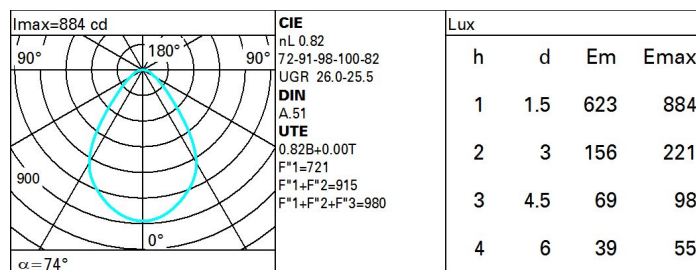 Imax=884 cd
90° 180° 90°
900
0°
α=74°
CIE
nL 0.82
72-91-98-100-82
UGR 26.0-25.5
DIN
A.51
UTE
0.82B+0.00T
F"1=721
F"1+F"2=915
F"1+F"2+F"3=980
Lux
h d Em Emax
1 1.5 623 884
2 3 156 221
3 4.5 69 98
4 6 39 55